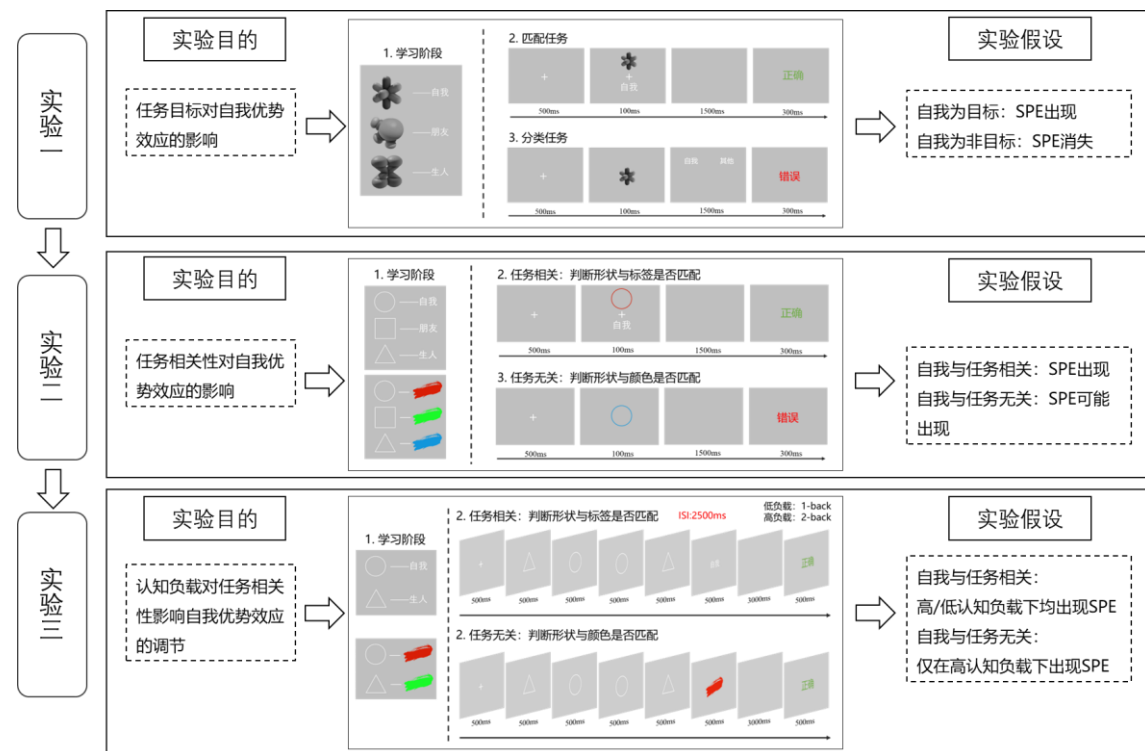 实验一
实验目的
任务目标对自我优势
效应的影响
1. 学习阶段
——自我
——朋友
——生人
2. 匹配任务
+
+
自我
正确
500ms
100ms
1500ms
300ms
3. 分类任务
+
自我
其他
错误
500ms
100ms
1500ms
300ms
实验假设
自我为目标：SPE出现
自我为非目标：SPE消失
实验二
实验目的
任务相关性对自我优
势效应的影响
1. 学习阶段
——自我
——朋友
——生人
2. 任务相关：判断形状与标签是否匹配
+
+
自我
正确
500ms
100ms
1500ms
300ms
3. 任务无关：判断形状与颜色是否匹配
+
错误
500ms
100ms
1500ms
300ms
实验假设
自我与任务相关：SPE出现
自我与任务无关：SPE可能
出现
实验三
实验目的
认知负载对任务相关
性影响自我优势效应
的调节
1. 学习阶段
——自我
——生人
2. 任务相关：判断形状与标签是否匹配
ISI:2500ms
低负载：1-back
高负载：2-back
+
正确
500ms
500ms
500ms
500ms
500ms
500ms
3000ms
500ms
2. 任务无关：判断形状与颜色是否匹配
+
正确
500ms
500ms
500ms
500ms
500ms
500ms
3000ms
500ms
实验假设
自我与任务相关：
高/低认知负载下均出现SPE
自我与任务无关：
仅在高认知负载下出现SPE